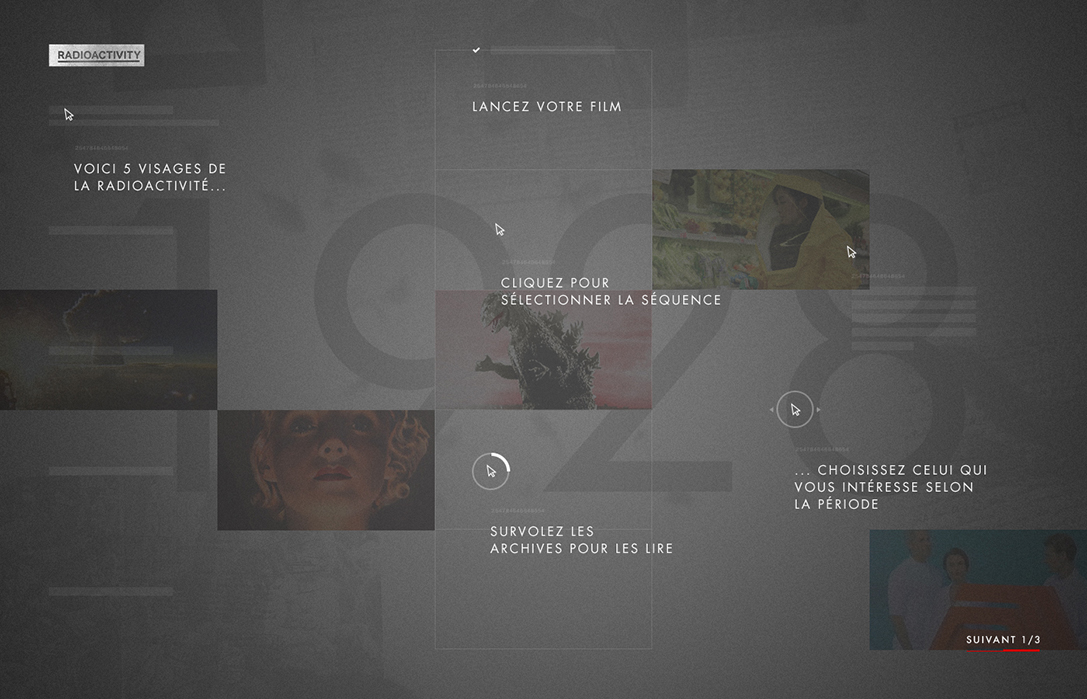 RADIOACTIVITY
LANCEZ VOTRE FILM
VOICI 5 VISAGES DE
LA RADIOACTIVITÉ...
1928
CLIQUEZ POUR
SÉLECTIONNER LA SÉQUENCE
... CHOISISSEZ CELUI QUI
VOUS INTÉRESSE SELON
LA PÉRIODE
SURVOLEZ LES
ARCHIVES POUR LES LIRE
SUIVANT 1/3